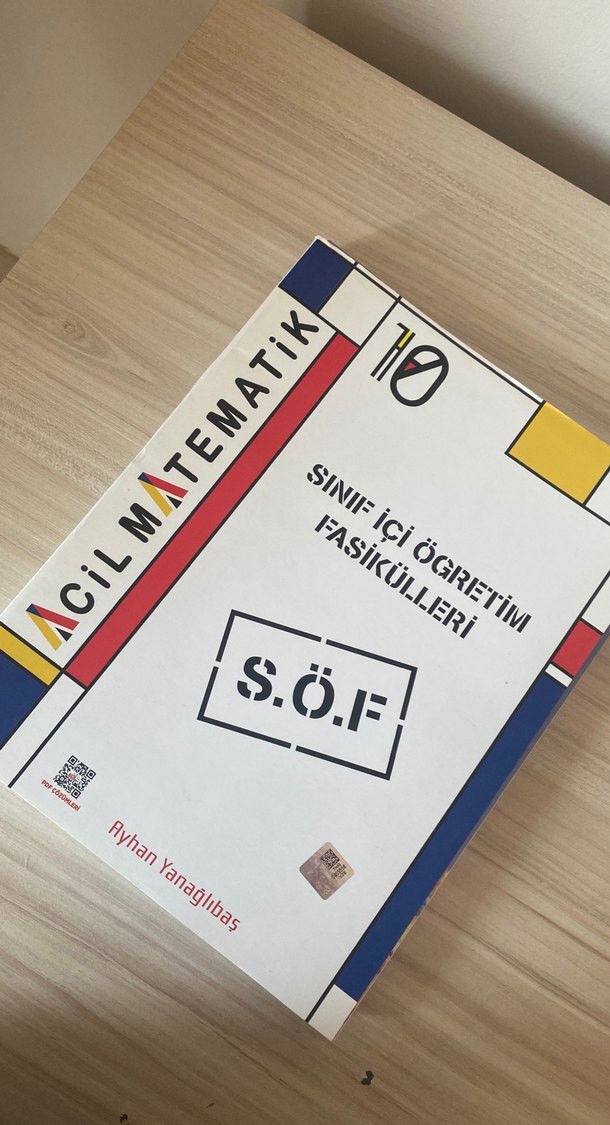 10
ACİL MATEMATİK
SINIF İÇİ ÖĞRETİM
FASİKÜLLERİ
S.Ö.F
PDF ÇÖZÜMLERİ
Ayhan Yanağlıbaş